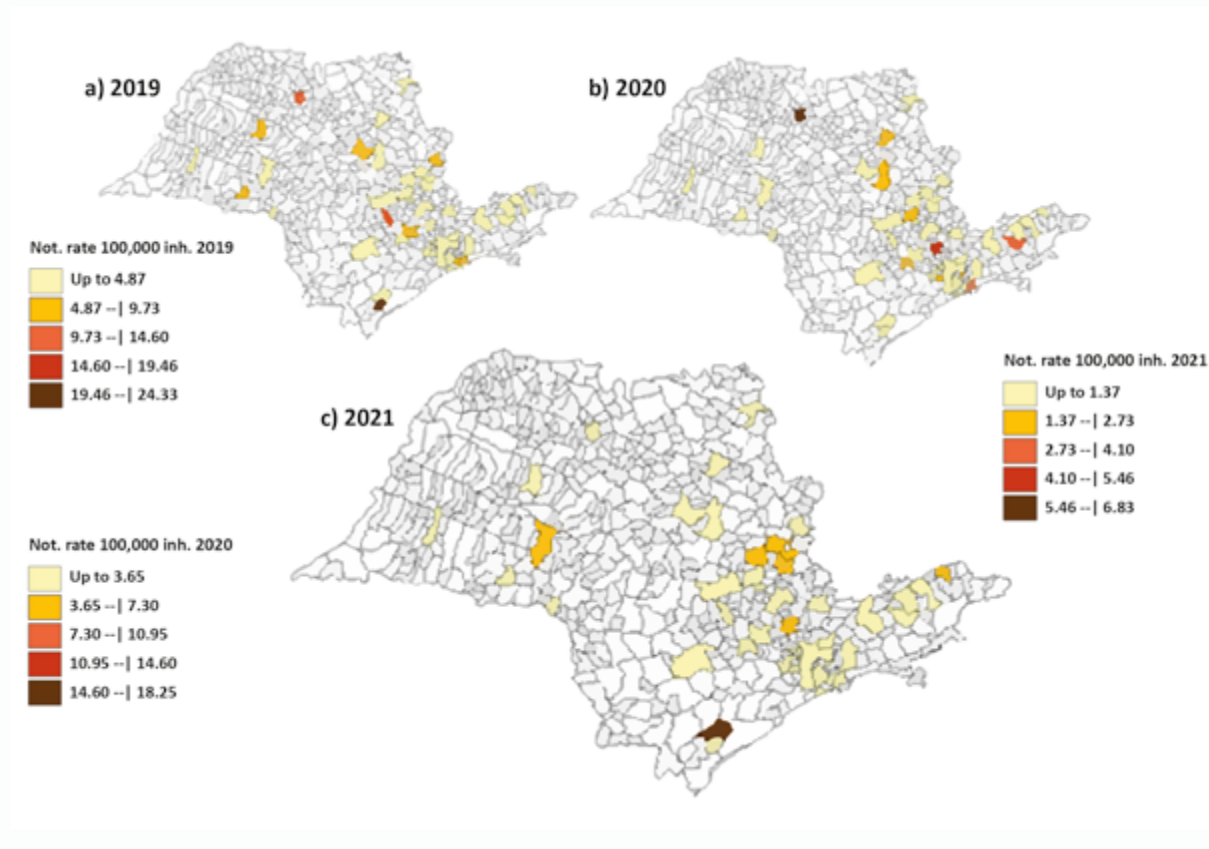 a) 2019
b) 2020
Not. rate 100,000 inh. 2019
Up to 4.87
4.87 --| 9.73
9.73 --| 14.60
14.60 --| 19.46
19.46 --| 24.33
Not. rate 100,000 inh. 2021
Up to 1.37
1.37 --| 2.73
2.73 --| 4.10
4.10 --| 5.46
5.46 --| 6.83
c) 2021
Not. rate 100,000 inh. 2020
Up to 3.65
3.65 --| 7.30
7.30 --| 10.95
10.95 --| 14.60
14.60 --| 18.25